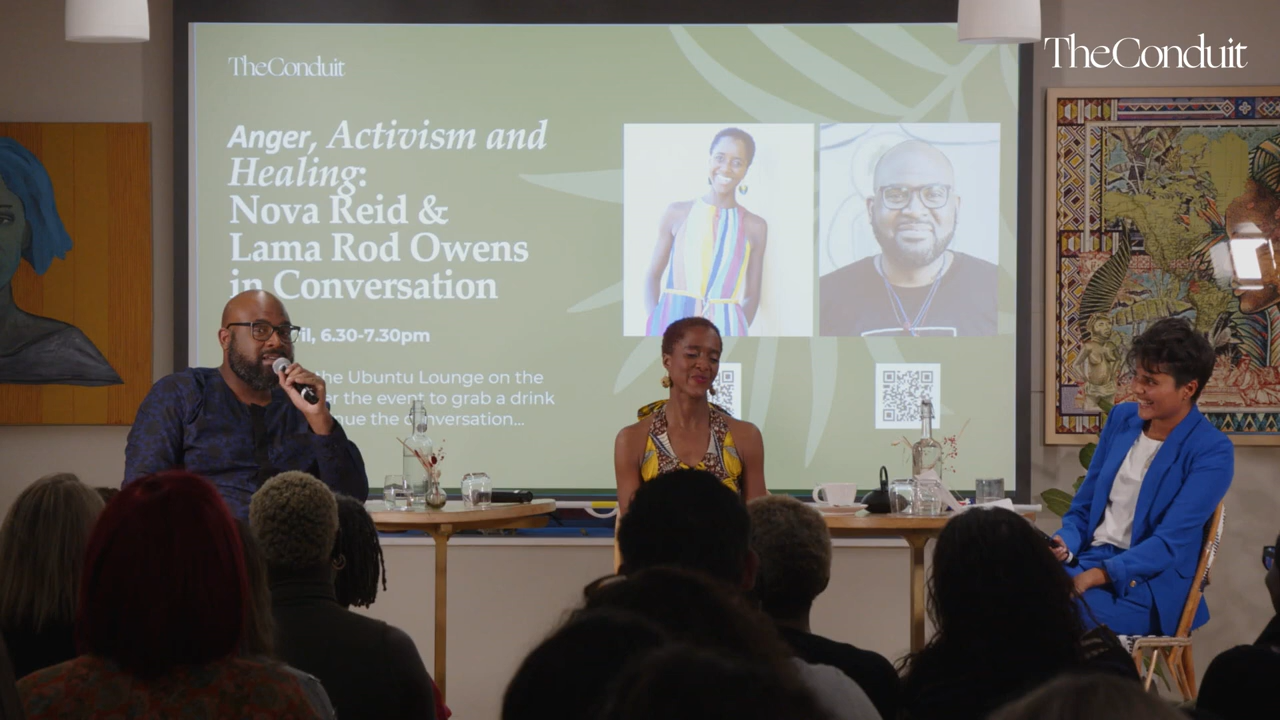 TheConduit
TheConduit
Anger, Activism and
Healing:
Nova Reid &
Lama Rod Owens
in Conversation
6.30-7.30pm
the Ubuntu Lounge on the
the event to grab a drink
the conversation...